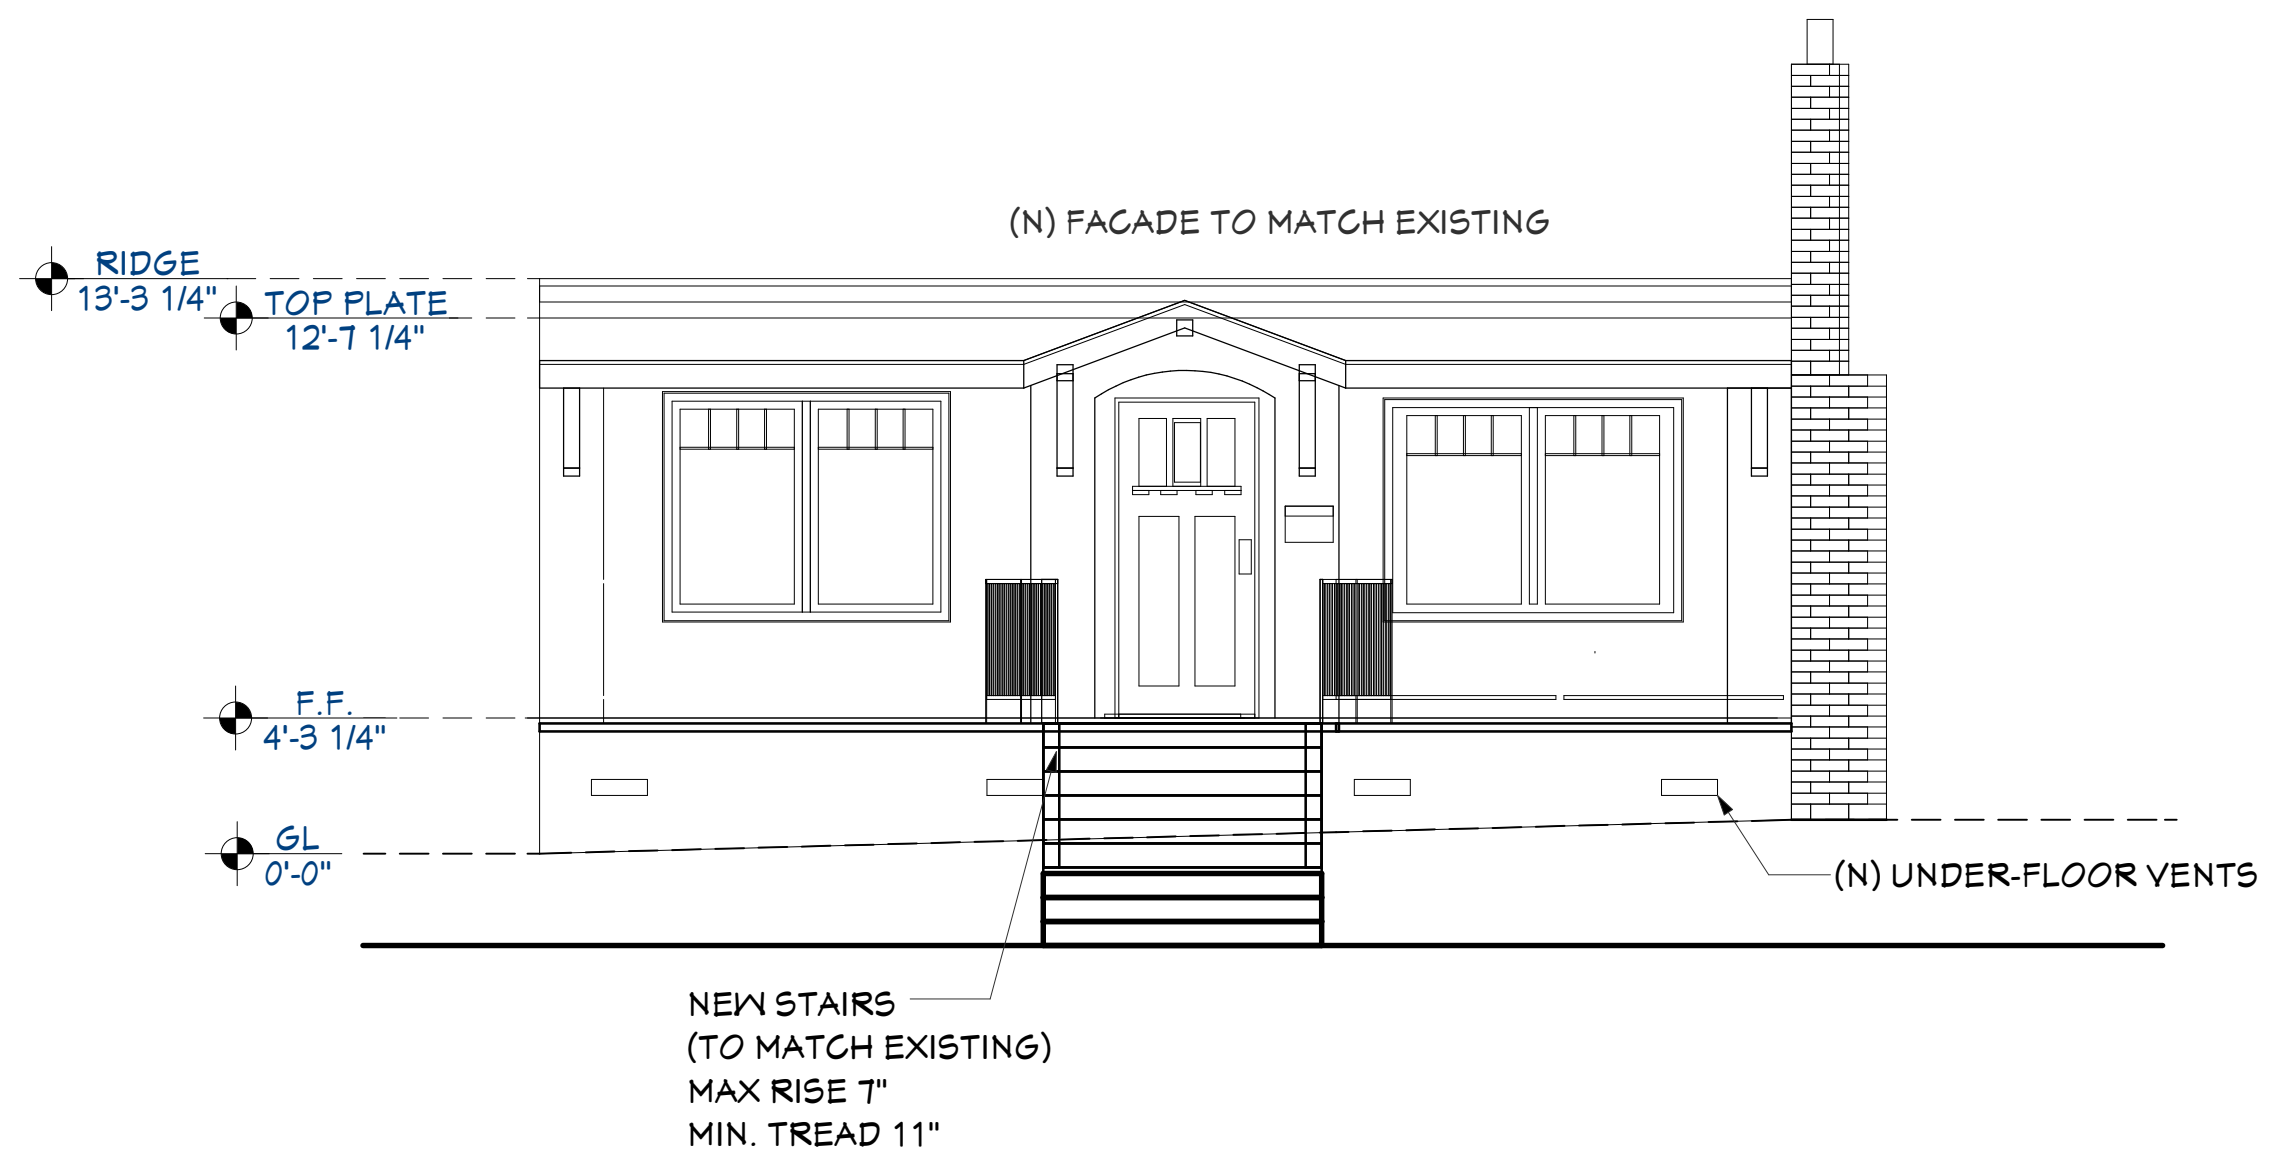 (N) FACADE TO MATCH EXISTING
RIDGE
13'-3 1/4"
TOP PLATE
12'-7 1/4"
F.F.
4'-3 1/4"
GL
0'-0"
(N) UNDER-FLOOR VENTS
NEW STAIRS
(TO MATCH EXISTING)
MAX RISE 7"
MIN. TREAD 11"